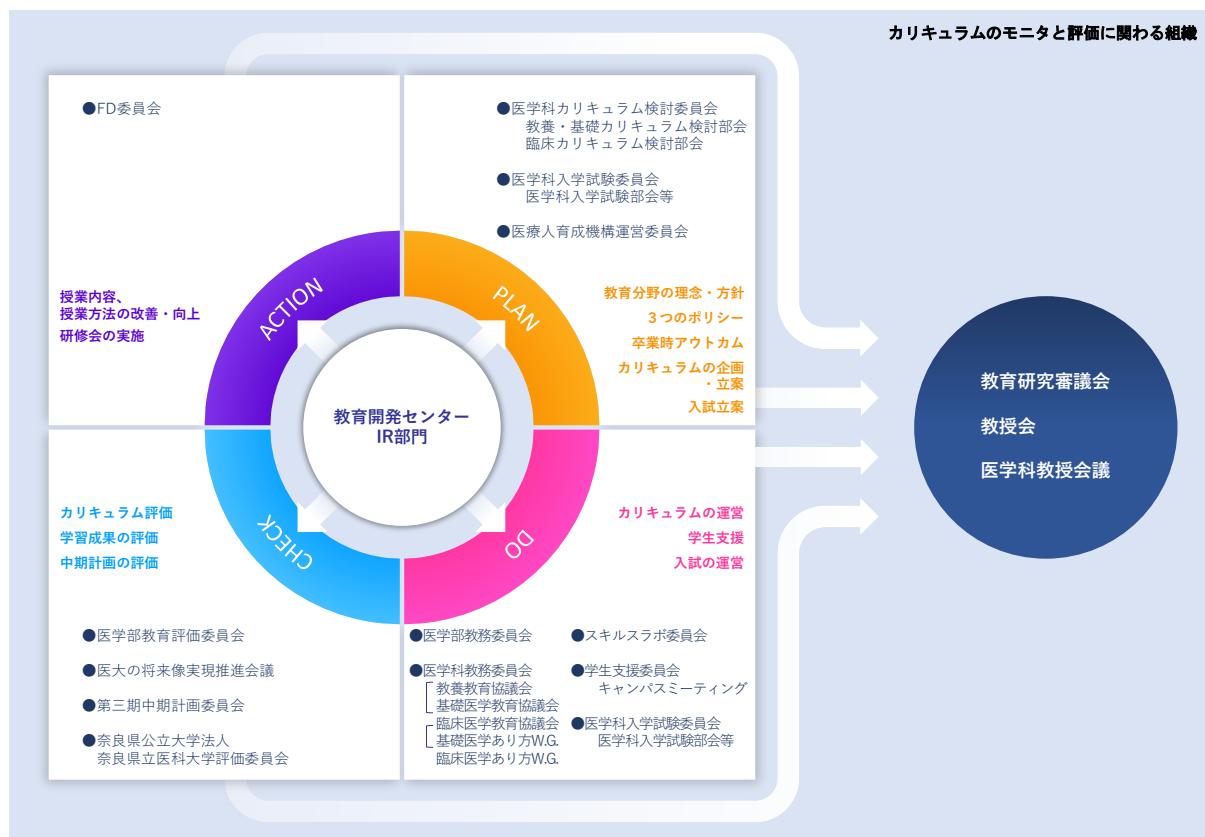 カリキュラムのモニタと評価に関わる組織
●FD委員会
授業内容、
授業方法の改善・向上
研修会の実施
ACTION
●医学科カリキュラム検討委員会
教養・基礎カリキュラム検討部会
臨床カリキュラム検討部会
●医学科入学試験委員会
医学科入学試験部会等
●医療人育成機構運営委員会
PLAN
教育分野の理念・方針
3つのポリシー
卒業時アウトカム
カリキュラムの企画
・立案
入試立案
教育開発センター
IR部門
カリキュラム評価
学習成果の評価
中期計画の評価
CHECK
●医学部教育評価委員会
●医大の将来像実現推進会議
●第三期中期計画委員会
●奈良県公立大学法人
奈良県立医科大学評価委員会
DO
カリキュラムの運営
学生支援
入試の運営
●医学部教務委員会
●医学科教務委員会
教養教育協議会
基礎医学教育協議会
臨床医学教育協議会
基礎医学あり方W.G.
臨床医学あり方W.G.
●スキルスラボ委員会
●学生支援委員会
キャンパスミーティング
●医学科入学試験委員会
医学科入学試験部会等
教育研究審議会
教授会
医学科教授会議